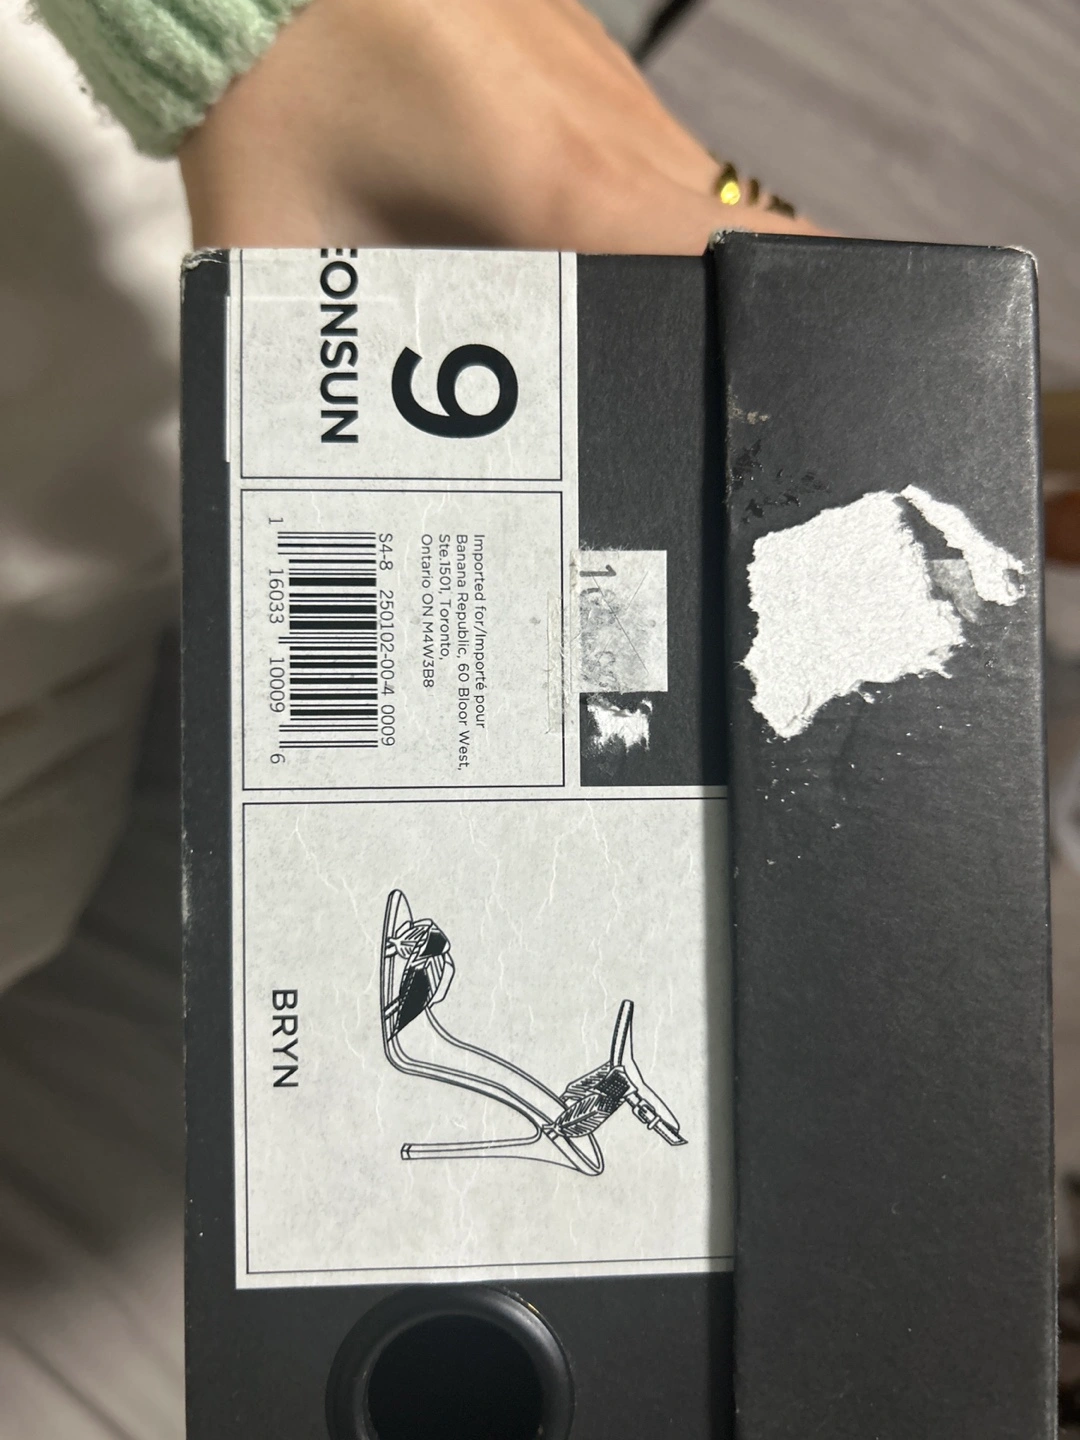 9
EONSUN
Imported for/Importé pour
Banana Republic, 60 Bloor West,
Ste.1501, Toronto,
Ontario ON M4W3B8
S4-8 250102-00-4 0009
1 16033 10009 6
BRYN